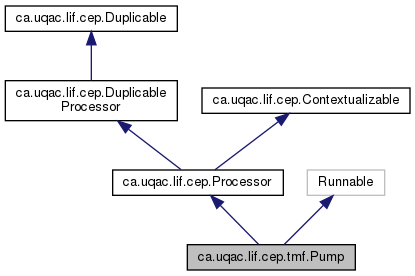 ca.uqac.lif.cep.Duplicable
ca.uqac.lif.cep.Duplicable
Processor
ca.uqac.lif.cep.Contextualizable
ca.uqac.lif.cep.Processor
Runnable
ca.uqac.lif.cep.tmf.Pump